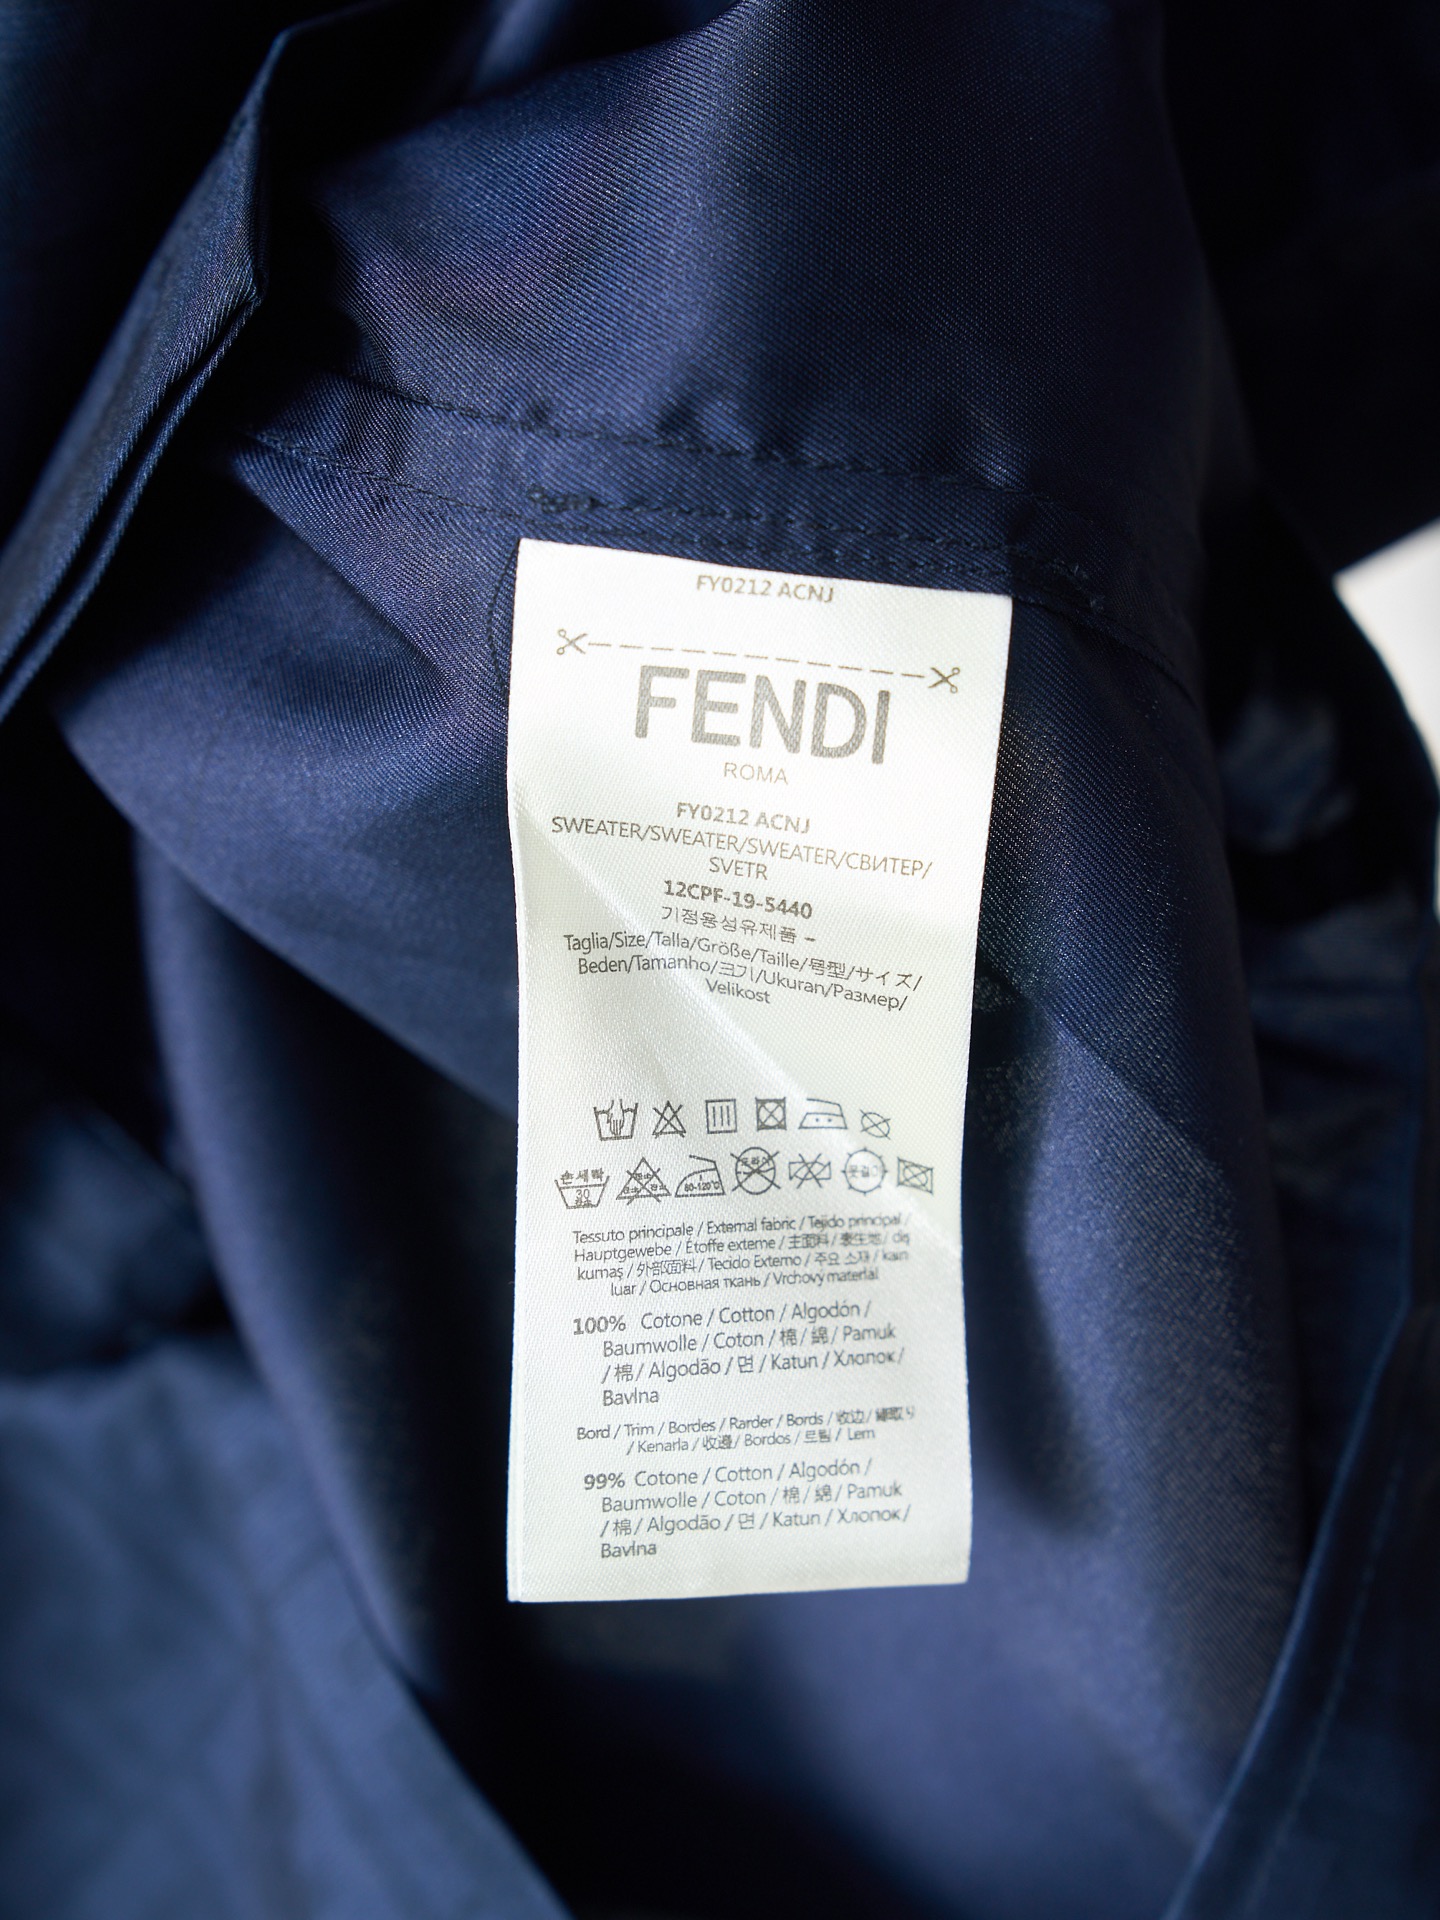 FY0212 ACNJ
FENDI
ROMA
FY0212 ACNJ
SWEATER/SWEATER/SWEATER/СВИТЕР/
SVETR
12CPF-19-5440
기정용섬유제품 -
Taglia/Size/Talla/Größe/Taille/号型/サイズ/
Beden/Tamanho/크기/Ukuran/Размер/
Velikost
손세탁
30
80-120℃
Tessuto principale / External fabric / Tejido principal /
Hauptgewebe / Étoffe externe / 主面料 / 表生地 / dış
kumaş / 外部面料 / Tecido Externo / 주요 소재 / kain
luar / Основная ткань / Vrchový materlal
100% Cotone / Cotton / Algodón /
Baumwolle / Coton / 棉 / 綿 / Pamuk
/ 棉 / Algodão / 면 / Katun / Хлопок /
Bavlna
Bord / Trim / Bordes / Rarder / Bords / 收边 / 縁取り
/ Kenarla / 收邊 / Bordos / 트림 / Lem
99% Cotone / Cotton / Algodón /
Baumwolle / Coton / 棉 / 綿 / Pamuk
/ 棉 / Algodão / 면 / Katun / Хлопок /
Bavlna